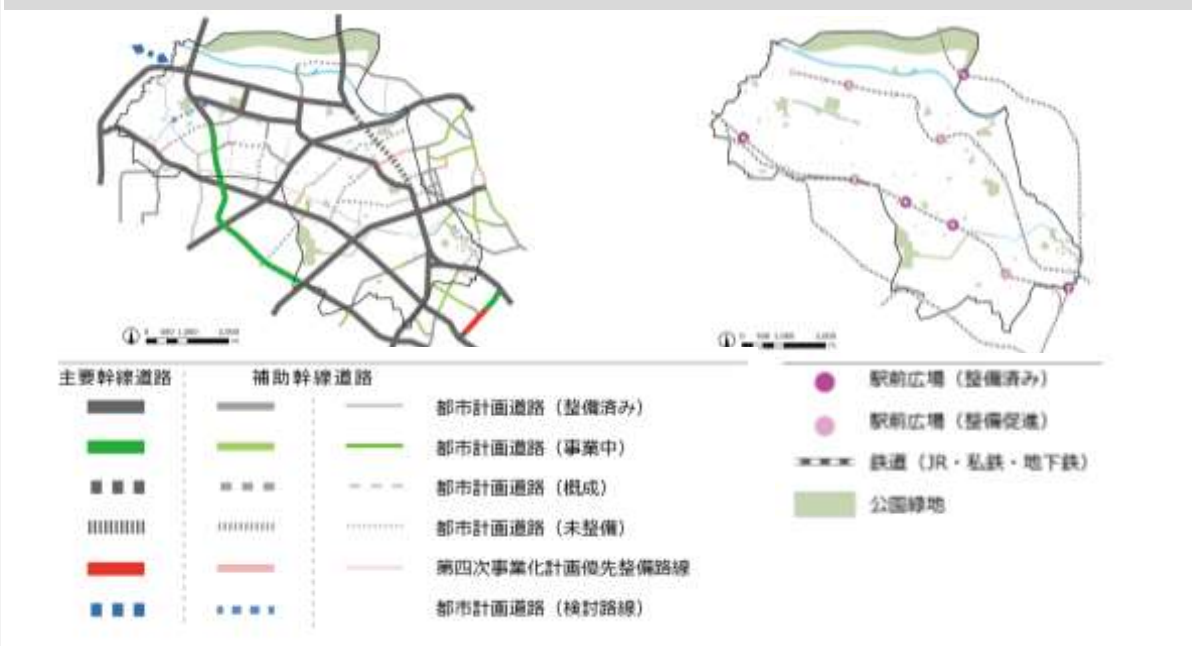 主要幹線道路 補助幹線道路
都市計画道路（整備済み）
都市計画道路（事業中）
都市計画道路（概成）
都市計画道路（未整備）
第四次事業化計画優先整備路線
都市計画道路（検討路線）
駅前広場（整備済み）
駅前広場（整備促進）
鉄道（JR・私鉄・地下鉄）
公園緑地